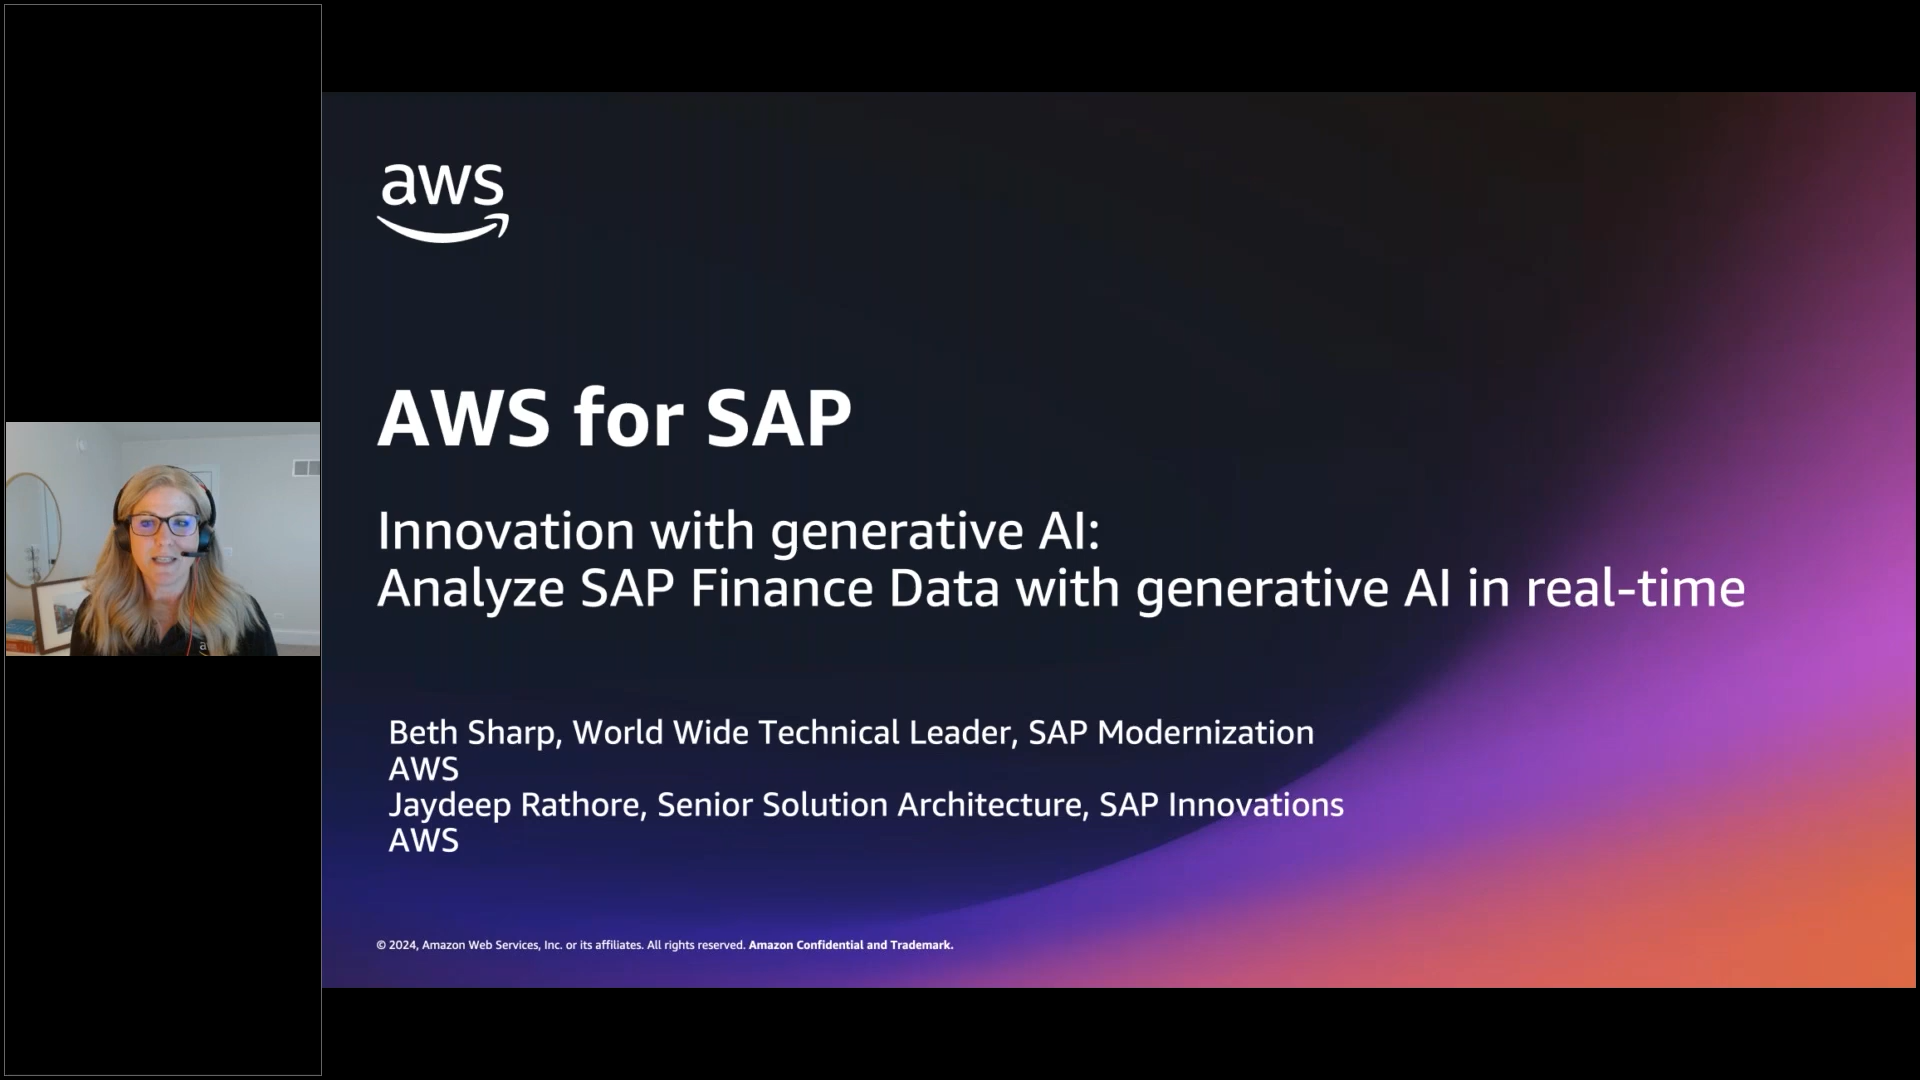 aws
AWS for SAP
Innovation with generative AI:
Analyze SAP Finance Data with generative AI in real-time
Beth Sharp, World Wide Technical Leader, SAP Modernization
AWS
Jaydeep Rathore, Senior Solution Architecture, SAP Innovations
AWS
© 2024, Amazon Web Services, Inc. or its affiliates. All rights reserved. Amazon Confidential and Trademark.